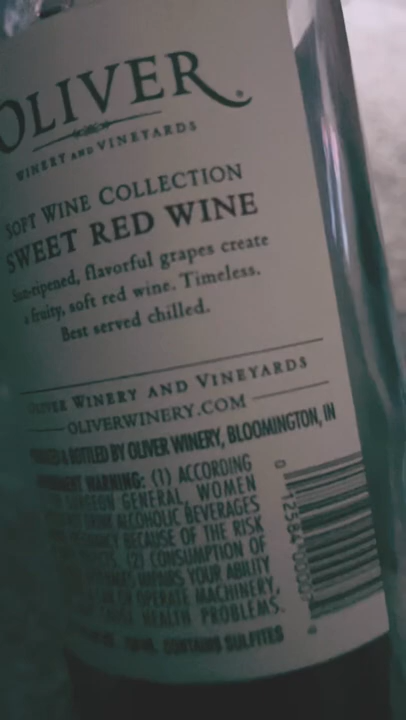 OLIVER
WINERY AND VINEYARDS
SOFT WINE COLLECTION
SWEET RED WINE
Sun-ripened, flavorful grapes create
a fruity, soft red wine. Timeless.
Best served chilled.
OLIVER WINERY AND VINEYARDS
OLIVERWINERY.COM
& BOTTLED BY OLIVER WINERY, BLOOMINGTON, IN
WARNING: (1) ACCORDING
SURGEON GENERAL, WOMEN
DRINK ALCOHOLIC BEVERAGES
BECAUSE OF THE RISK
(2) CONSUMPTION OF
IMPAIRS YOUR ABILITY
OR OPERATE MACHINERY,
HEALTH PROBLEMS.
CONTAINS SULFITES